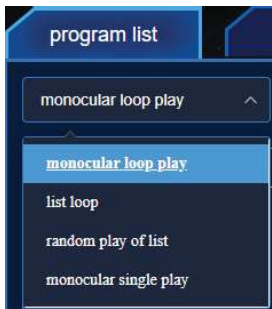 program list
monocular loop play
monocular loop play
list loop
random play of list
monocular single play